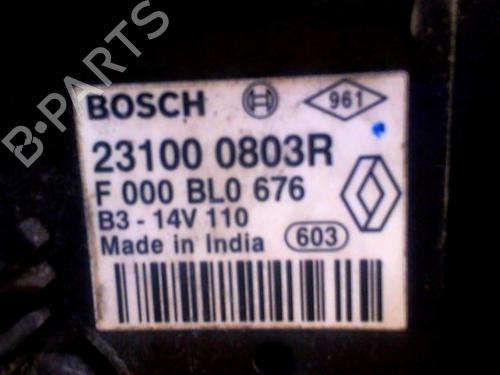 B-PARTS
BOSCH 961
23100 0803R
F 000 BL0 676
B3 - 14V 110
Made in India 603